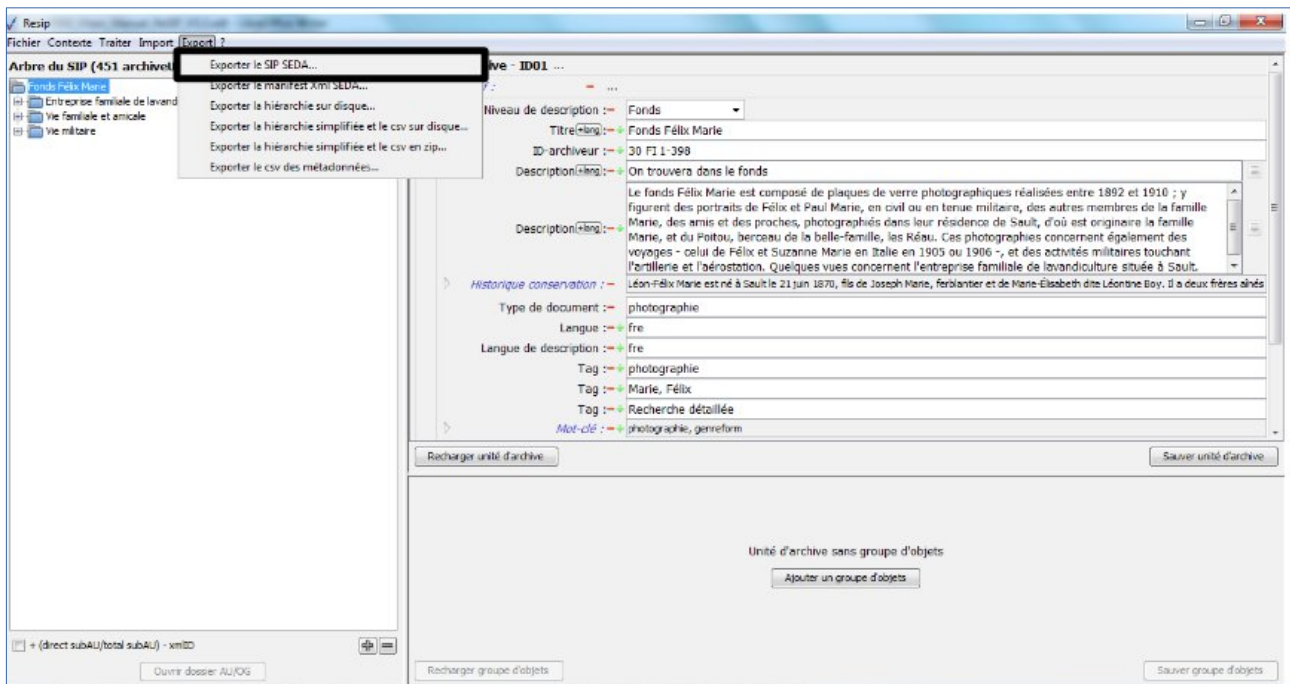 Resip
Fichier Contexte Traiter Import Export ?
Arbre du SIP (451 archiveU
Fonds Félix Marie
Entreprise familiale de lavand
Vie familiale et amicale
Vie militaire
Exporter le SIP SEDA...
Exporter le manifest Xml SEDA...
Exporter la hiérarchie sur disque...
Exporter la hiérarchie simplifiée et le csv sur disque...
Exporter la hiérarchie simplifiée et le csv en zip...
Exporter le csv des métadonnées...
ive - ID01 ...
: − ...
Niveau de description :− Fonds
Titre +lang :−+ Fonds Félix Marie
ID-archiveur :−+ 30 FI 1-398
Description +lang :−+ On trouvera dans le fonds
Description +lang :−+ Le fonds Félix Marie est composé de plaques de verre photographiques réalisées entre 1892 et 1910 ; y
figurent des portraits de Félix et Paul Marie, en civil ou en tenue militaire, des autres membres de la famille
Marie, des amis et des proches, photographiés dans leur résidence de Sault, d'où est originaire la famille
Marie, et du Poitou, berceau de la belle-famille, les Réau. Ces photographies concernent également des
voyages - celui de Félix et Suzanne Marie en Italie en 1905 ou 1906 -, et des activités militaires touchant
l'artillerie et l'aérostation. Quelques vues concernent l'entreprise familiale de lavandiculture située à Sault.
Historique conservation : − Léon-Félix Marie est né à Sault le 21 juin 1870, fils de Joseph Marie, ferblantier et de Marie-Élisabeth dite Léontine Boy. Il a deux frères aînés
Type de document :− photographie
Langue :−+ fre
Langue de description :−+ fre
Tag :−+ photographie
Tag :−+ Marie, Félix
Tag :−+ Recherche détaillée
Mot-clé : −+ photographie, genreform
Recharger unité d'archive
Sauver unité d'archive
Unité d'archive sans groupe d'objets
Ajouter un groupe d'objets
+ (direct subAU/total subAU) - xmlID
Ouvrir dossier AU/OG
Recharger groupe d'objets
Sauver groupe d'objets